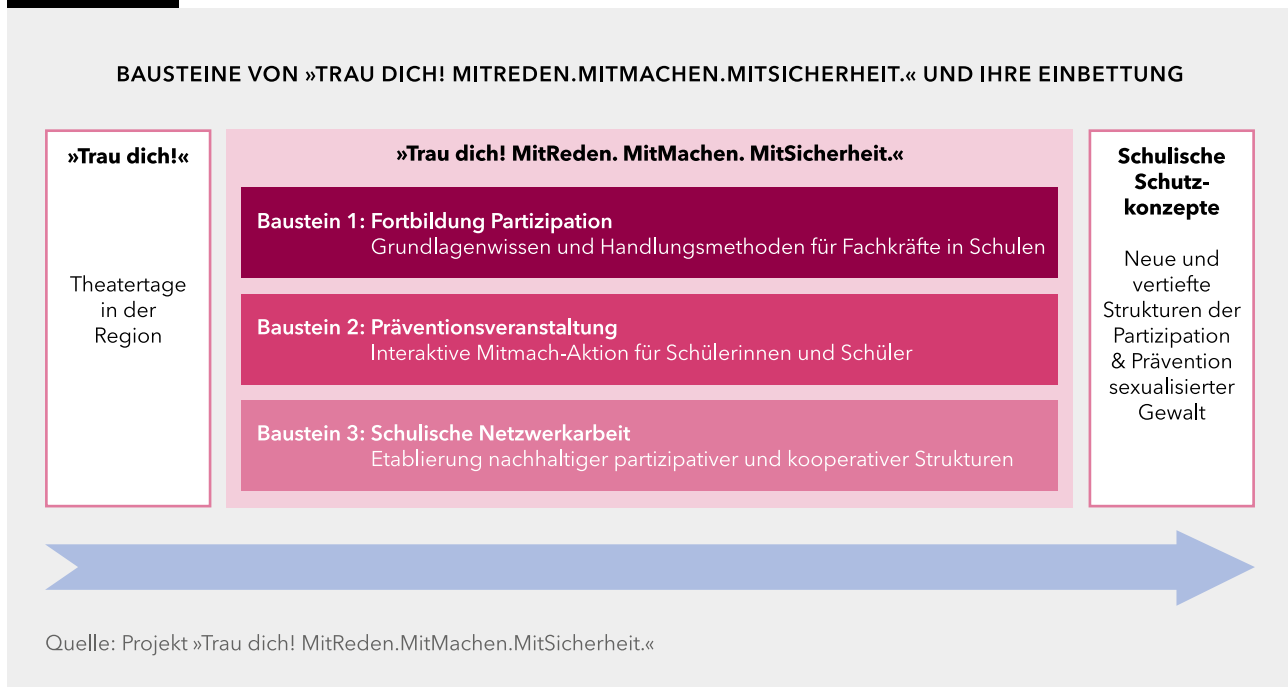 BAUSTEINE VON »TRAU DICH! MITREDEN.MITMACHEN.MITSICHERHEIT.« UND IHRE EINBETTUNG
»Trau dich!«
Theatertage
in der
Region
»Trau dich! MitReden. MitMachen. MitSicherheit.«
Baustein 1: Fortbildung Partizipation
Grundlagenwissen und Handlungsmethoden für Fachkräfte in Schulen
Baustein 2: Präventionsveranstaltung
Interaktive Mitmach-Aktion für Schülerinnen und Schüler
Baustein 3: Schulische Netzwerkarbeit
Etablierung nachhaltiger partizipativer und kooperativer Strukturen
Schulische
Schutz-
konzepte
Neue und
vertiefte
Strukturen der
Partizipation
& Prävention
sexualisierter
Gewalt
Quelle: Projekt »Trau dich! MitReden.MitMachen.MitSicherheit.«